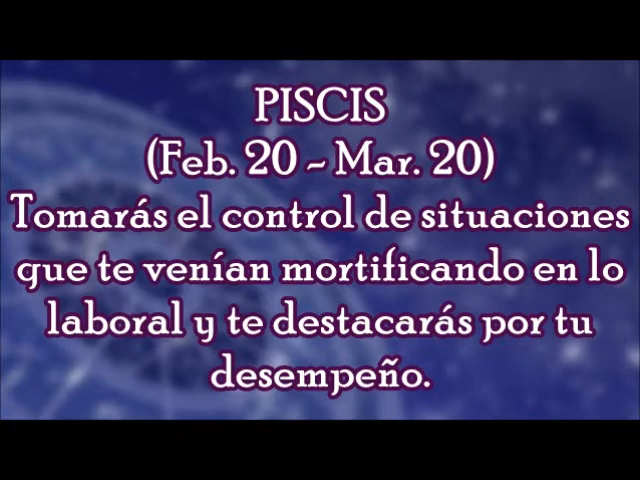 PISCIS
(Feb. 20 - Mar. 20)
Tomarás el control de situaciones
que te venían mortificando en lo
laboral y te destacarás por tu
desempeño.